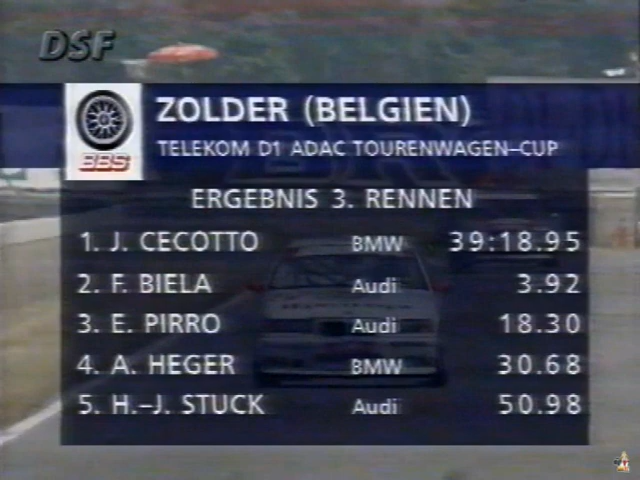 DSF
ZOLDER (BELGIEN)
BBS
TELEKOM D1 ADAC TOURENWAGEN–CUP
ERGEBNIS 3. RENNEN
1. J. CECOTTO BMW 39:18.95
2. F. BIELA Audi 3.92
3. E. PIRRO Audi 18.30
4. A. HEGER BMW 30.68
5. H.–J. STUCK Audi 50.98